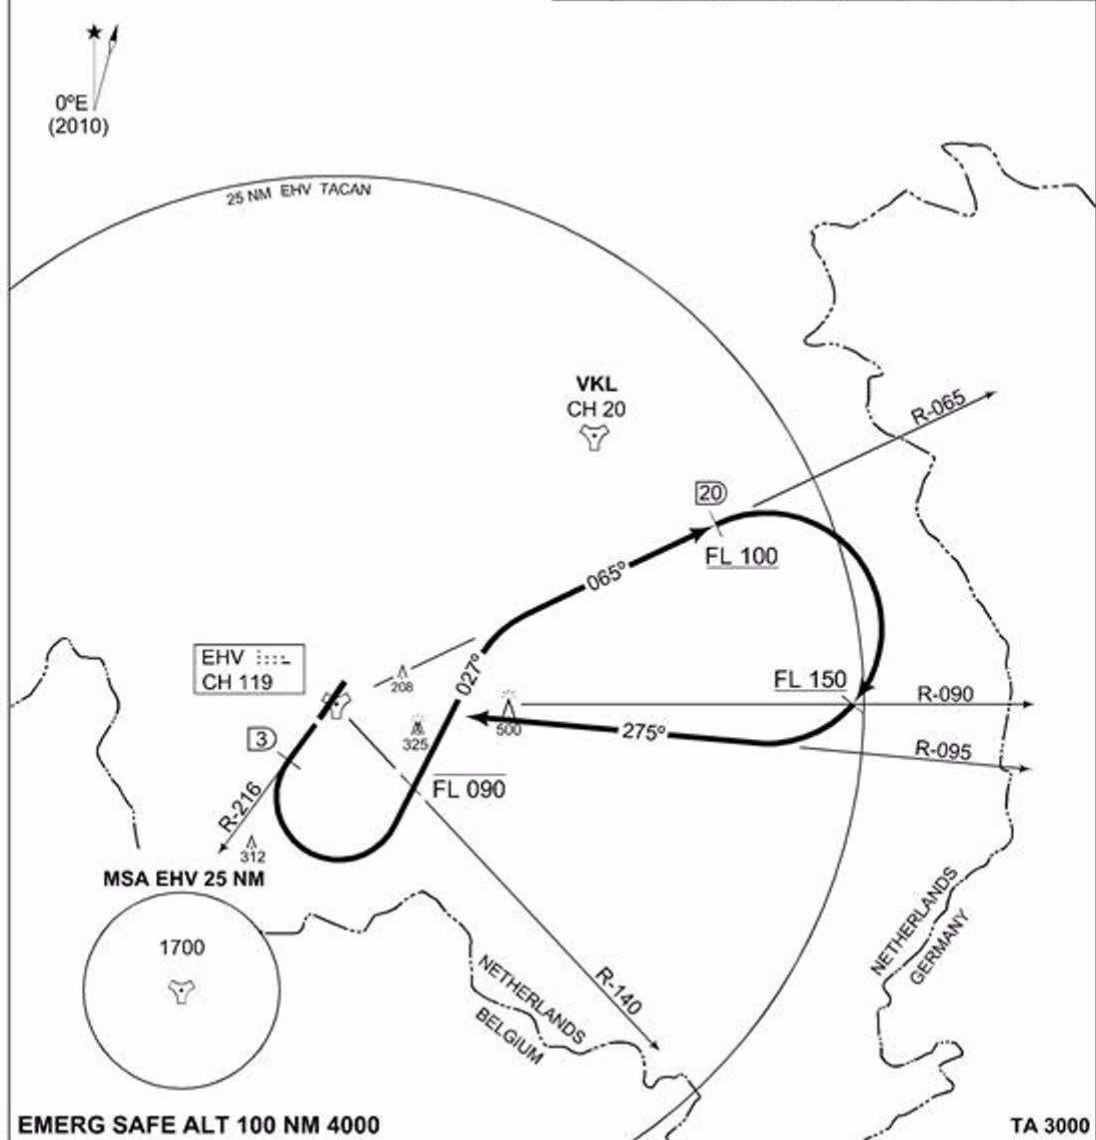 0ºE
(2010)
25 NM EHV TACAN
VKL
CH 20
R-065
20
FL 100
065º
EHV
CH 119
208
027º
FL 150
R-090
500
325
275º
R-095
3
FL 090
R-216
312
MSA EHV 25 NM
1700
R-140
NETHERLANDS
GERMANY
NETHERLANDS
BELGIUM
EMERG SAFE ALT 100 NM 4000
TA 3000